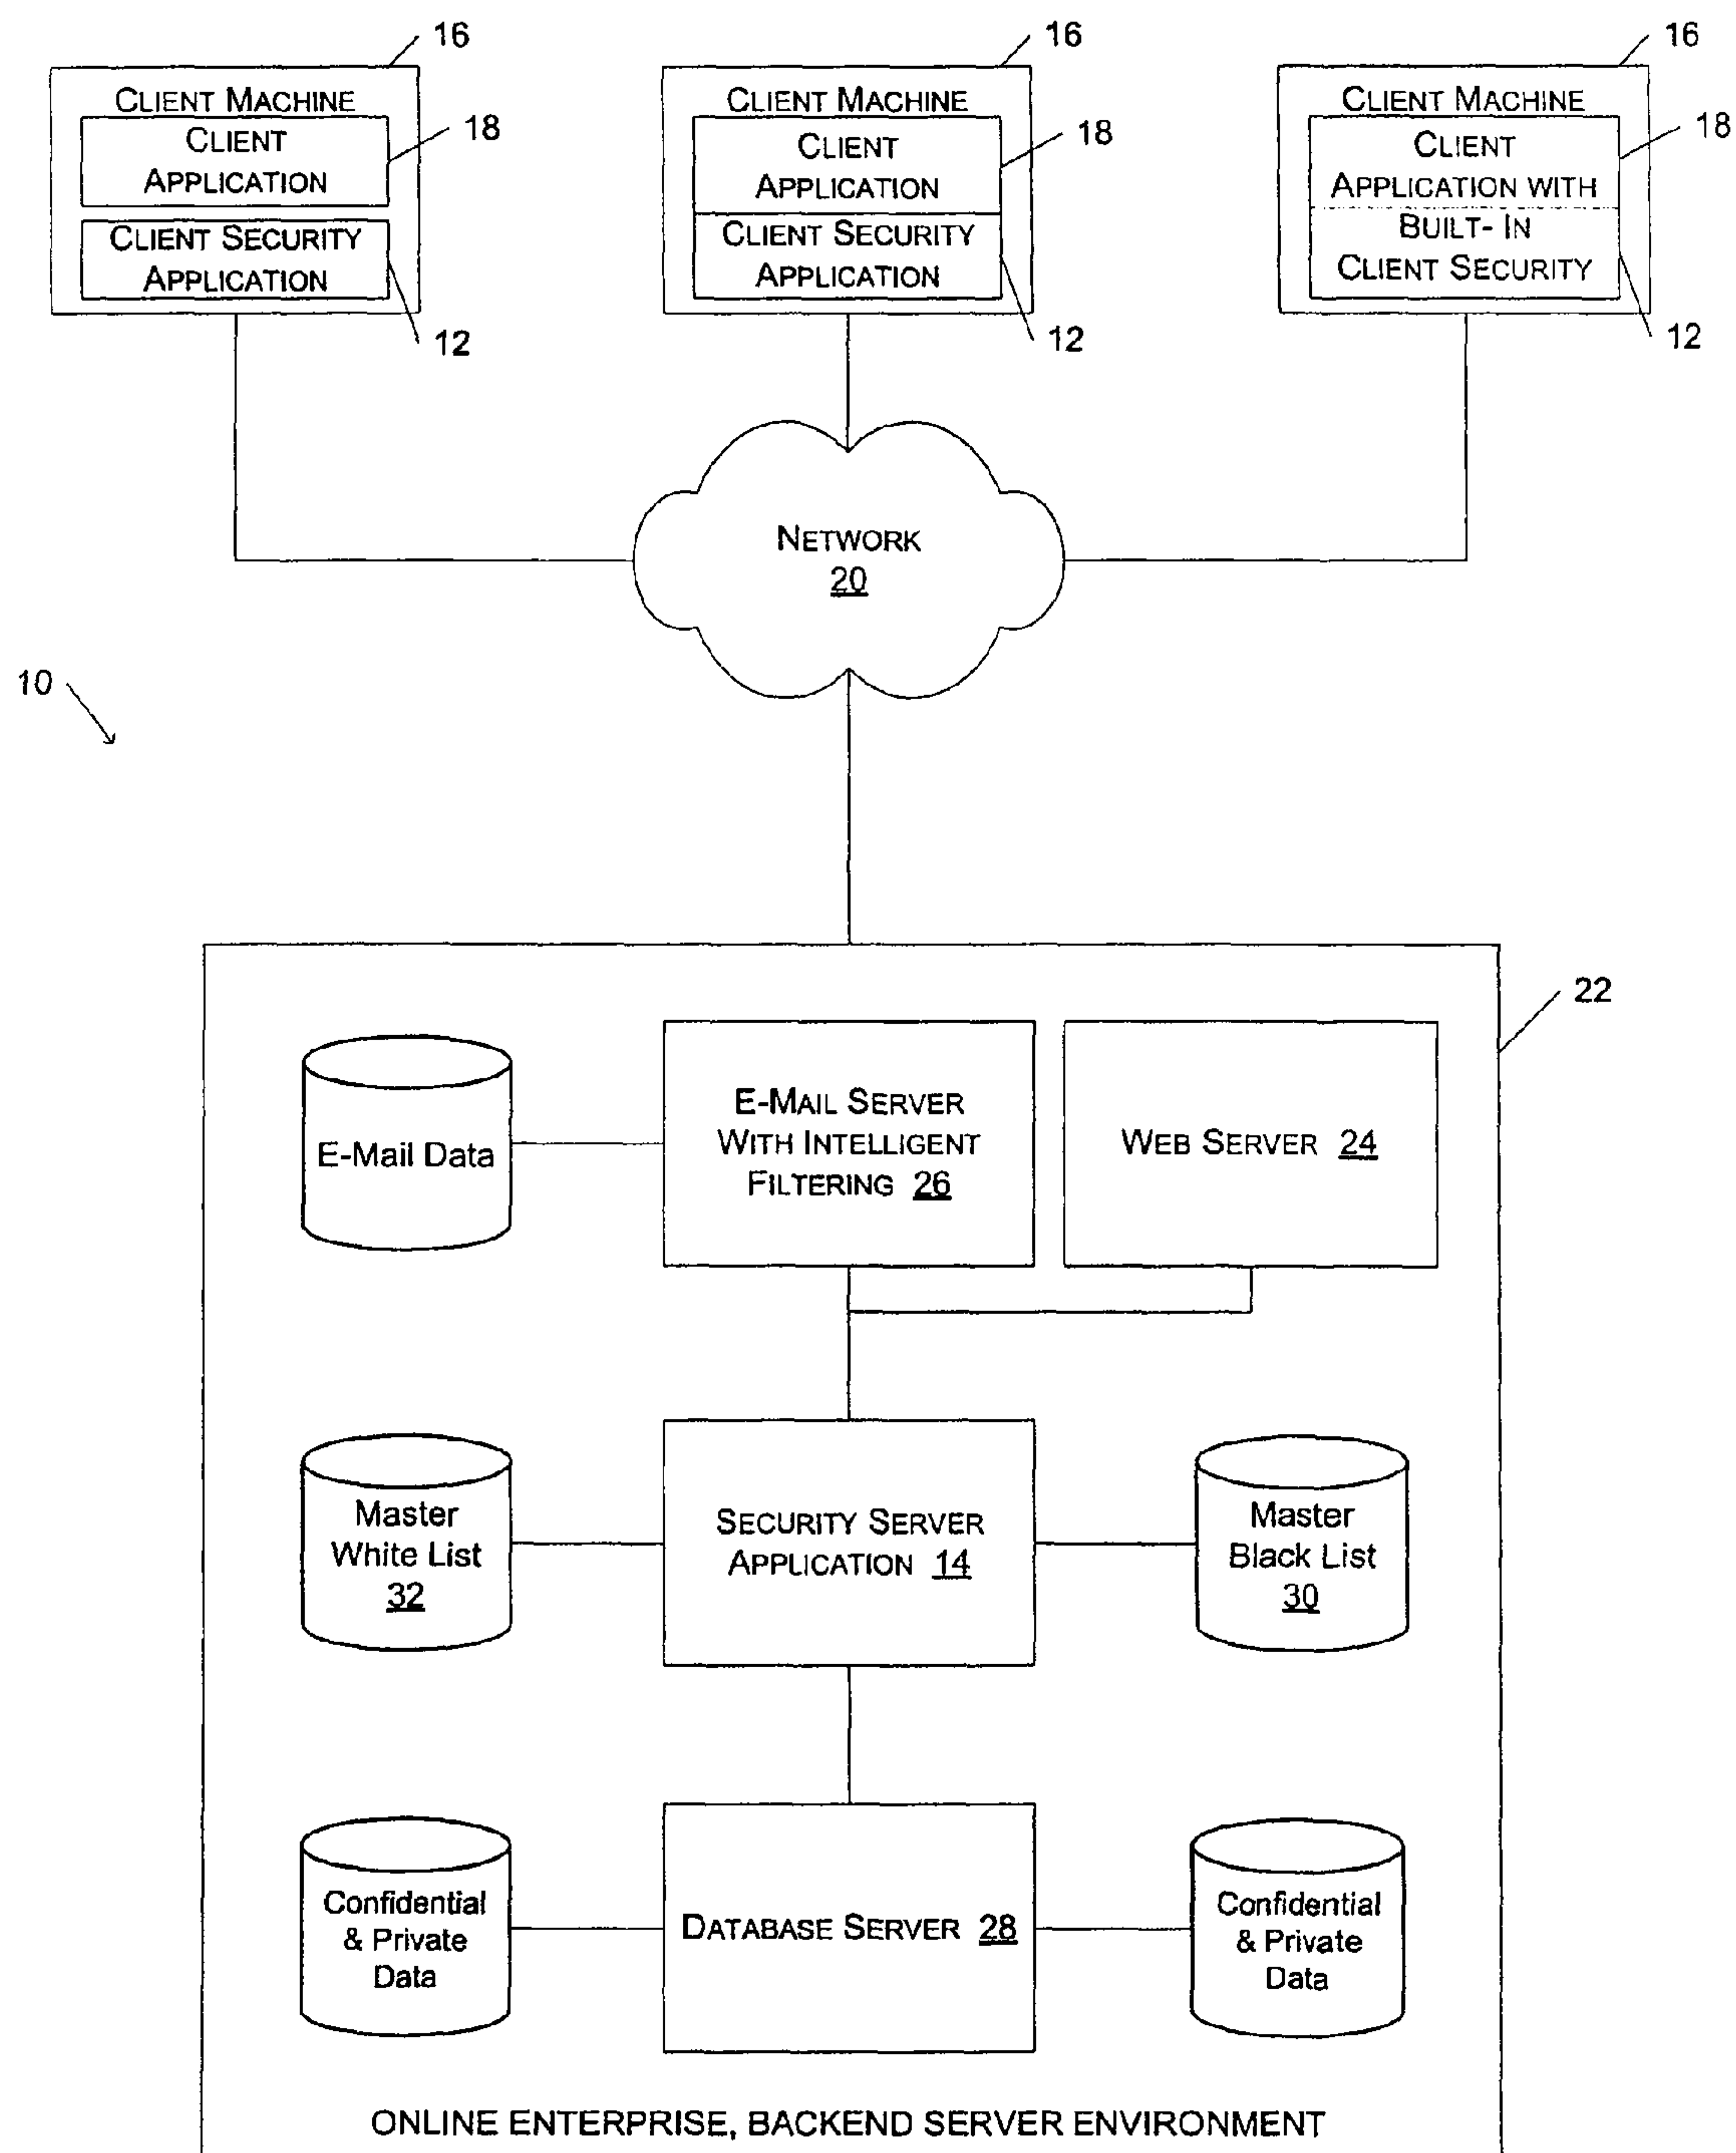 16
16
16
CLIENT MACHINE
CLIENT
APPLICATION
18
CLIENT SECURITY
APPLICATION
12
CLIENT MACHINE
CLIENT
APPLICATION
18
CLIENT SECURITY
APPLICATION
12
CLIENT MACHINE
CLIENT
APPLICATION WITH
18
BUILT- IN
CLIENT SECURITY
12
NETWORK
20
10
22
E-Mail Data
E-MAIL SERVER
WITH INTELLIGENT
FILTERING 26
WEB SERVER 24
Master
White List
32
SECURITY SERVER
APPLICATION 14
Master
Black List
30
Confidential
& Private
Data
DATABASE SERVER 28
Confidential
& Private
Data
ONLINE ENTERPRISE, BACKEND SERVER ENVIRONMENT